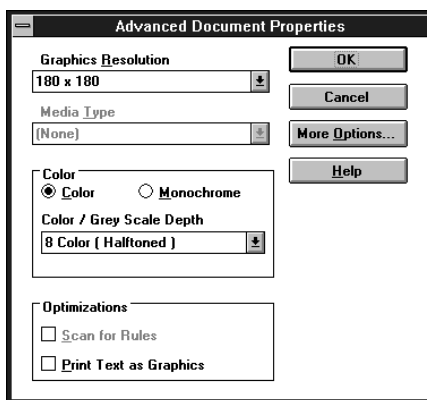 Advanced Document Properties
Graphics Resolution
180 x 180
Media Type
(None)
Color
Color
Monochrome
Color / Grey Scale Depth
8 Color ( Halftoned )
Optimizations
Scan for Rules
Print Text as Graphics
OK
Cancel
More Options...
Help